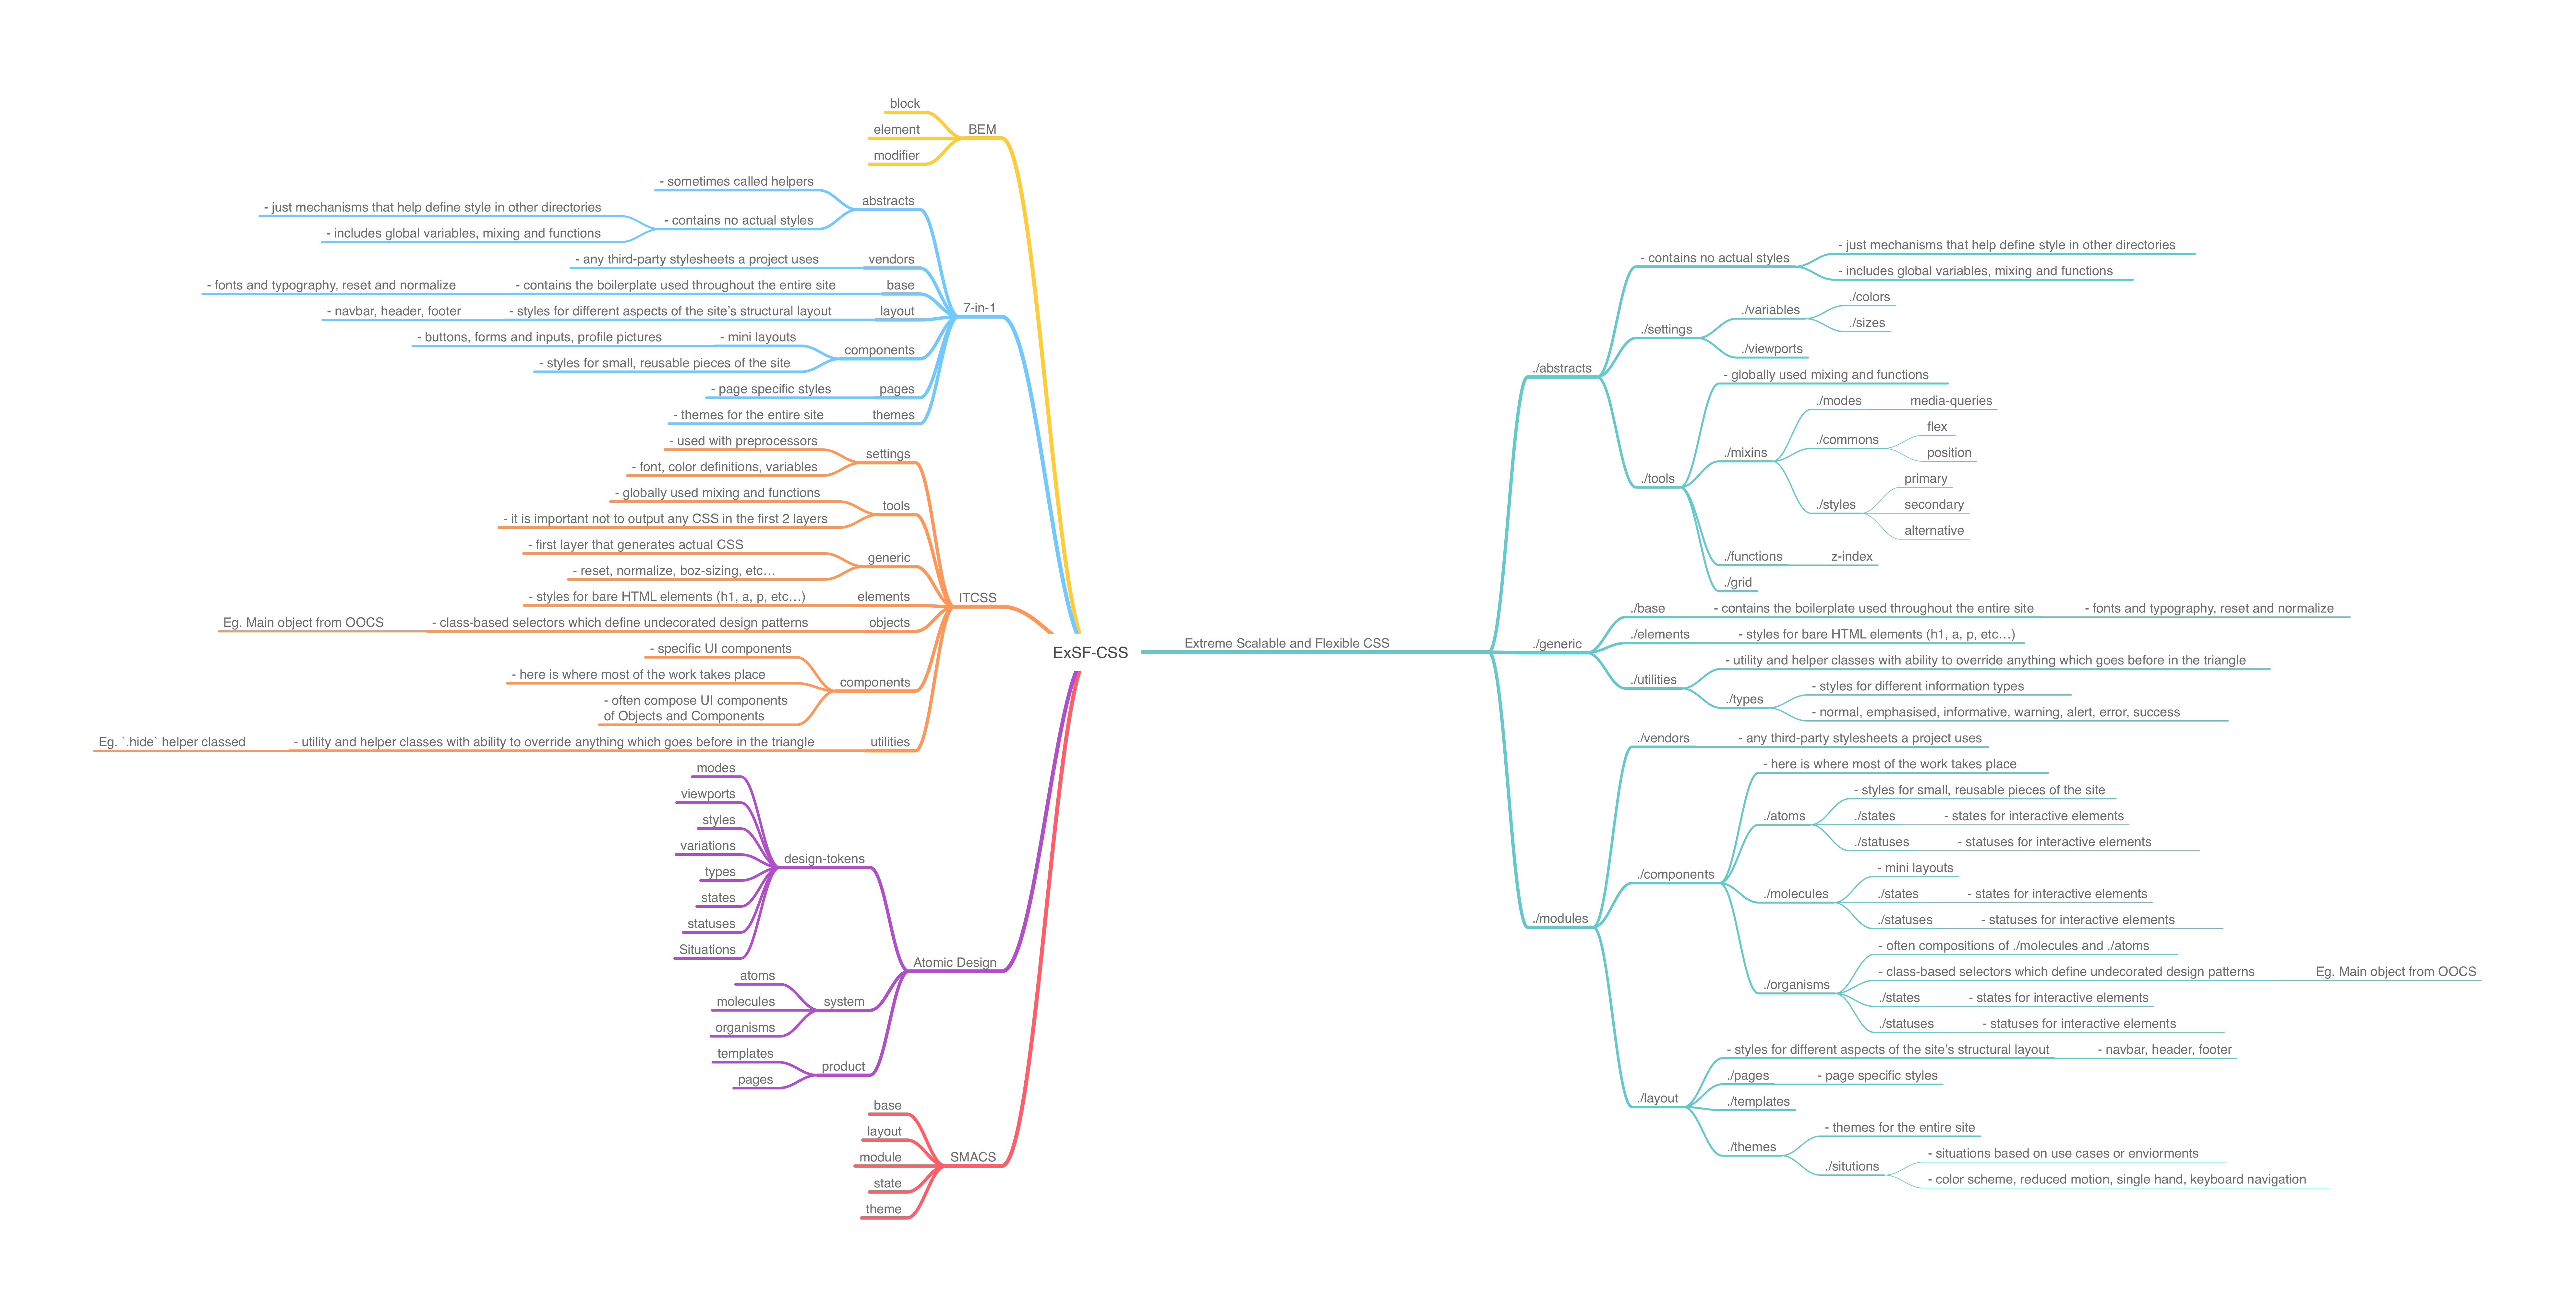 ExSF-CSS
BEM
block
element
modifier
7-in-1
abstracts
- sometimes called helpers
- contains no actual styles
- just mechanisms that help define style in other directories
- includes global variables, mixing and functions
vendors
- any third-party stylesheets a project uses
base
- contains the boilerplate used throughout the entire site
- fonts and typography, reset and normalize
layout
- styles for different aspects of the site's structural layout
- navbar, header, footer
components
- mini layouts
- buttons, forms and inputs, profile pictures
- styles for small, reusable pieces of the site
pages
- page specific styles
themes
- themes for the entire site
ITCSS
settings
- used with preprocessors
- font, color definitions, variables
tools
- globally used mixing and functions
- it is important not to output any CSS in the first 2 layers
generic
- first layer that generates actual CSS
- reset, normalize, boz-sizing, etc…
elements
- styles for bare HTML elements (h1, a, p, etc…)
objects
- class-based selectors which define undecorated design patterns
Eg. Main object from OOCS
components
- specific UI components
- here is where most of the work takes place
- often compose UI components
of Objects and Components
utilities
- utility and helper classes with ability to override anything which goes before in the triangle
Eg. `.hide` helper classed
Atomic Design
design-tokens
modes
viewports
styles
variations
types
states
statuses
Situations
system
atoms
molecules
organisms
product
templates
pages
SMACS
base
layout
module
state
theme
Extreme Scalable and Flexible CSS
./abstracts
- contains no actual styles
- just mechanisms that help define style in other directories
- includes global variables, mixing and functions
./settings
./variables
./colors
./sizes
./viewports
./tools
- globally used mixing and functions
./mixins
./modes
media-queries
./commons
flex
position
./styles
primary
secondary
alternative
./functions
z-index
./grid
./generic
./base
- contains the boilerplate used throughout the entire site
- fonts and typography, reset and normalize
./elements
- styles for bare HTML elements (h1, a, p, etc…)
./utilities
- utility and helper classes with ability to override anything which goes before in the triangle
./types
- styles for different information types
- normal, emphasised, informative, warning, alert, error, success
./modules
./vendors
- any third-party stylesheets a project uses
./components
- here is where most of the work takes place
./atoms
- styles for small, reusable pieces of the site
./states
- states for interactive elements
./statuses
- statuses for interactive elements
./molecules
- mini layouts
./states
- states for interactive elements
./statuses
- statuses for interactive elements
./organisms
- often compositions of ./molecules and ./atoms
- class-based selectors which define undecorated design patterns
Eg. Main object from OOCS
./states
- states for interactive elements
./statuses
- statuses for interactive elements
./layout
- styles for different aspects of the site's structural layout
- navbar, header, footer
./pages
- page specific styles
./templates
./themes
- themes for the entire site
./situtions
- situations based on use cases or enviorments
- color scheme, reduced motion, single hand, keyboard navigation